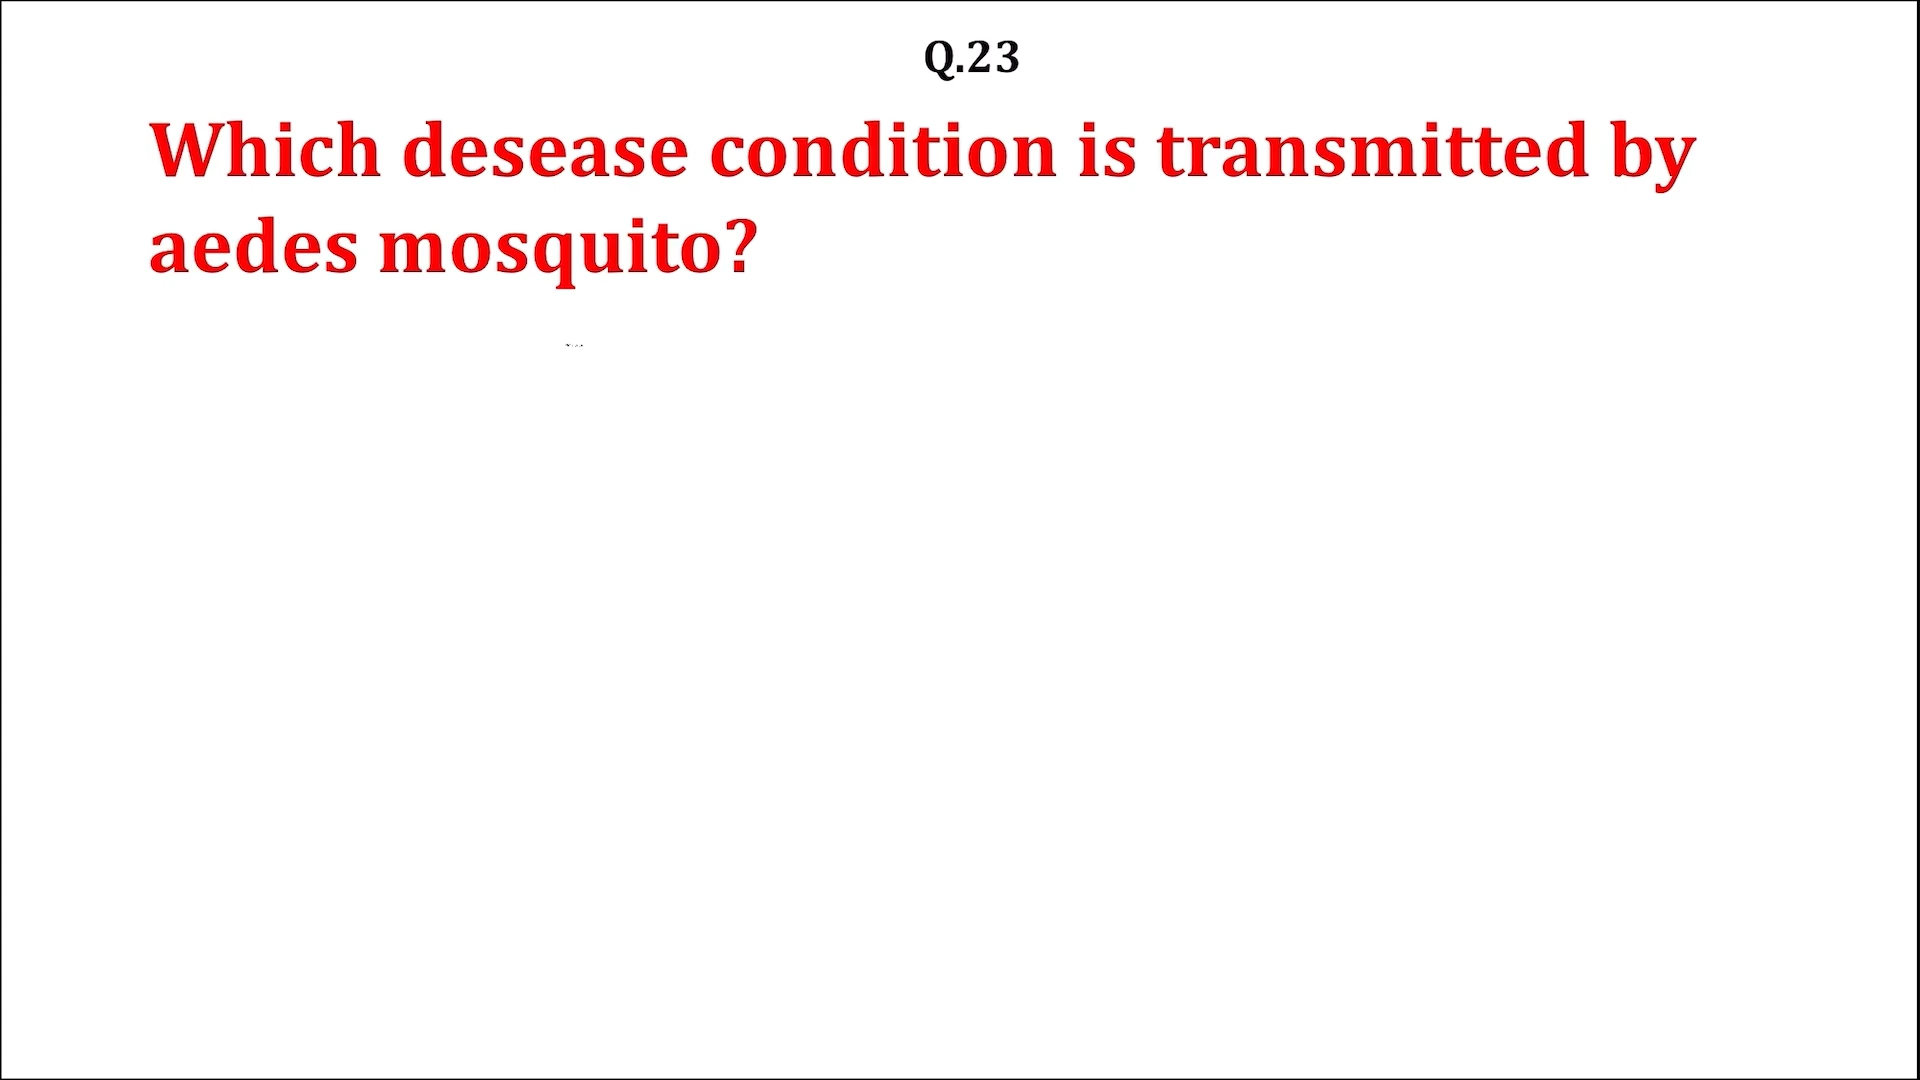 Q.23
Which desease condition is transmitted by
aedes mosquito?